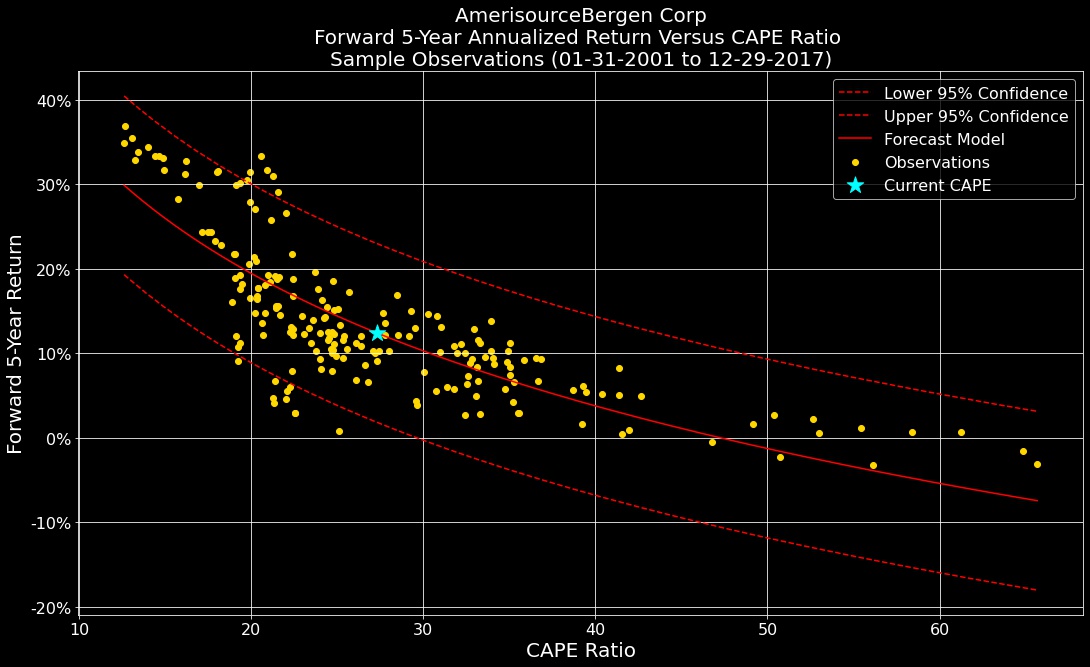 AmerisourceBergen Corp
Forward 5-Year Annualized Return Versus CAPE Ratio
Sample Observations (01-31-2001 to 12-29-2017)
Lower 95% Confidence
Upper 95% Confidence
Forecast Model
Observations
Current CAPE
Forward 5-Year Return
40%
30%
20%
10%
0%
-10%
-20%
10 20 30 40 50 60
CAPE Ratio